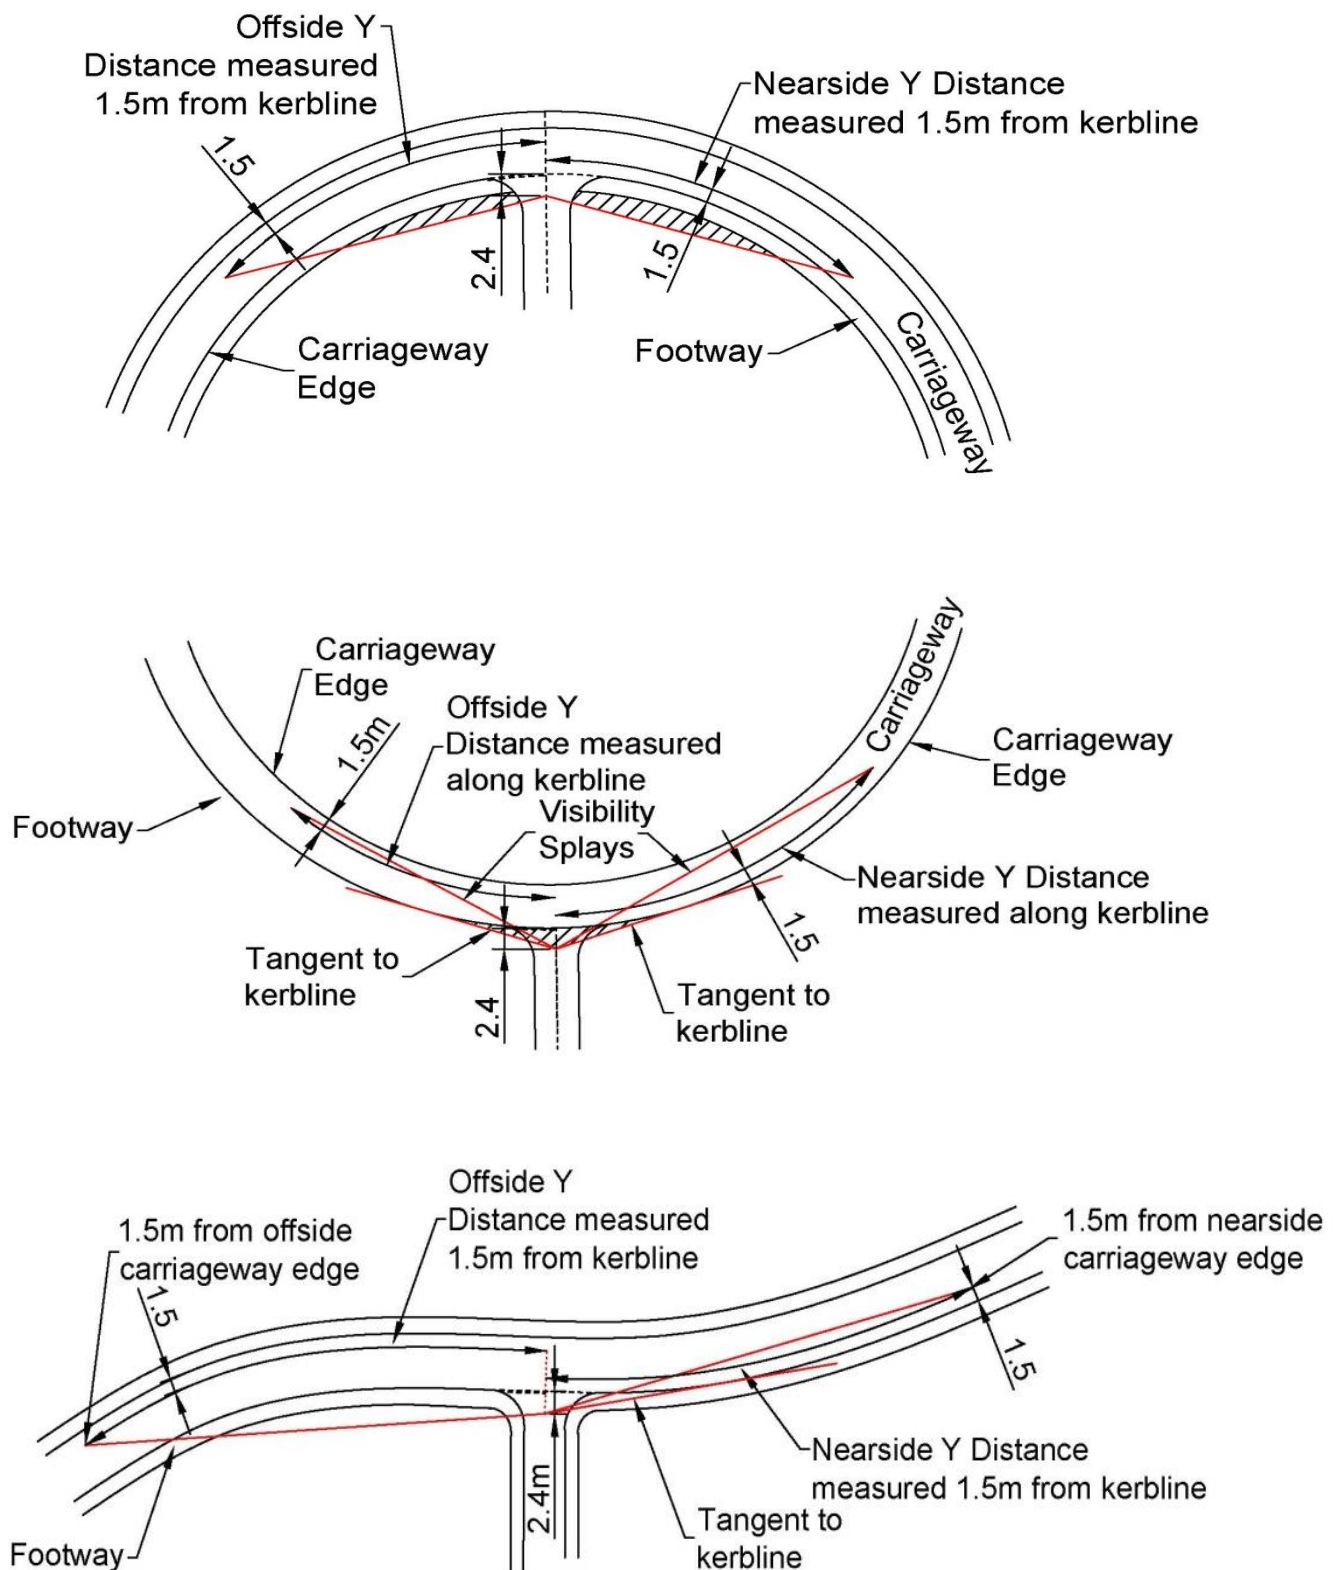 Offside Y
Distance measured
1.5m from kerbline
Nearside Y Distance
measured 1.5m from kerbline
1.5
2.4
1.5
Carriageway
Edge
Footway
Carriageway
Carriageway
Edge
Offside Y
Distance measured
along kerbline
1.5m
Visibility
Splays
Carriageway
Carriageway
Edge
Footway
Nearside Y Distance
measured along kerbline
1.5
Tangent to
kerbline
2.4
Tangent to
kerbline
Offside Y
Distance measured
1.5m from kerbline
1.5m from offside
carriageway edge
1.5
1.5m from nearside
carriageway edge
1.5
Nearside Y Distance
measured 1.5m from kerbline
2.4m
Tangent to
kerbline
Footway